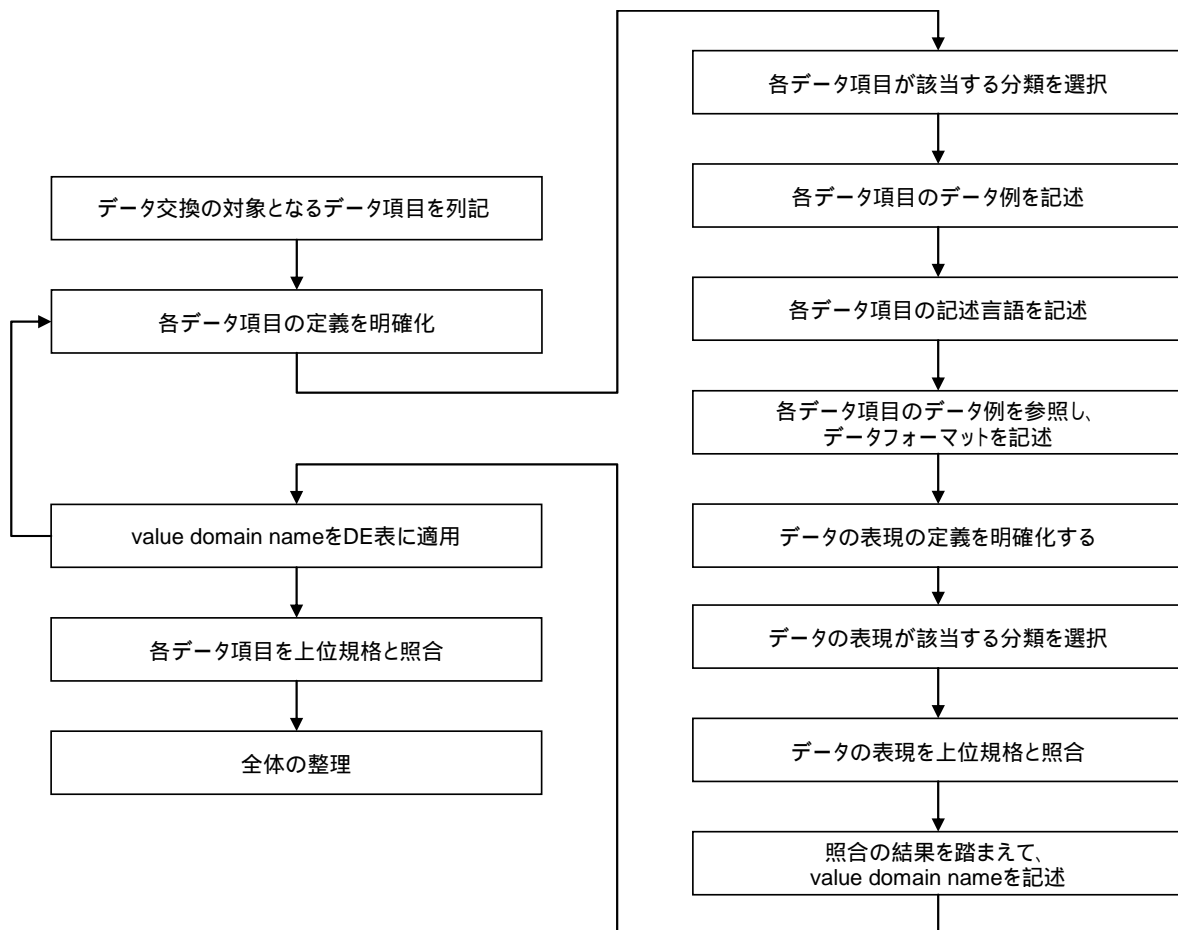 データ交換の対象となるデータ項目を列記
各データ項目の定義を明確化
各データ項目が該当する分類を選択
各データ項目のデータ例を記述
各データ項目の記述言語を記述
各データ項目のデータ例を参照し、
データフォーマットを記述
データの表現の定義を明確化する
データの表現が該当する分類を選択
データの表現を上位規格と照合
照合の結果を踏まえて、
value domain nameを記述
value domain nameをDE表に適用
各データ項目を上位規格と照合
全体の整理